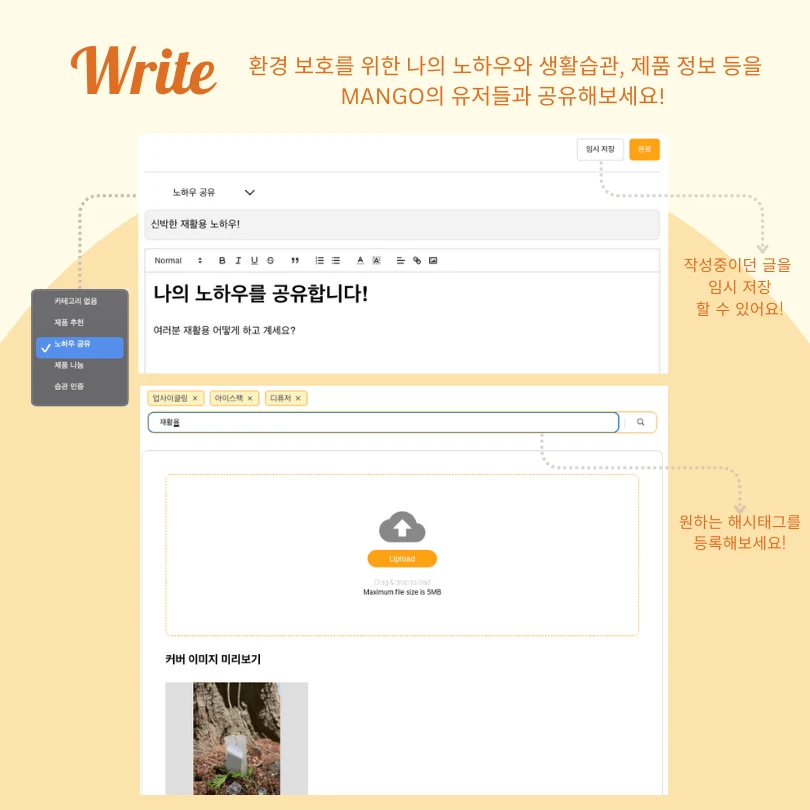 Write
환경 보호를 위한 나의 노하우와 생활습관, 제품 정보 등을
MANGO의 유저들과 공유해보세요!
임시 저장
완료
노하우 공유
신박한 재활용 노하우!
Normal B I U S
나의 노하우를 공유합니다!
여러분 재활용 어떻게 하고 계세요?
작성중이던 글을
임시 저장
할 수 있어요!
카테고리 없음
제품 추천
노하우 공유
제품 나눔
습관 인증
업사이클링 × 아이스팩 × 디퓨저 ×
재활용
원하는 해시태그를
등록해보세요!
Upload
Drag & drop to load
Maximum file size is 5MB
커버 이미지 미리보기